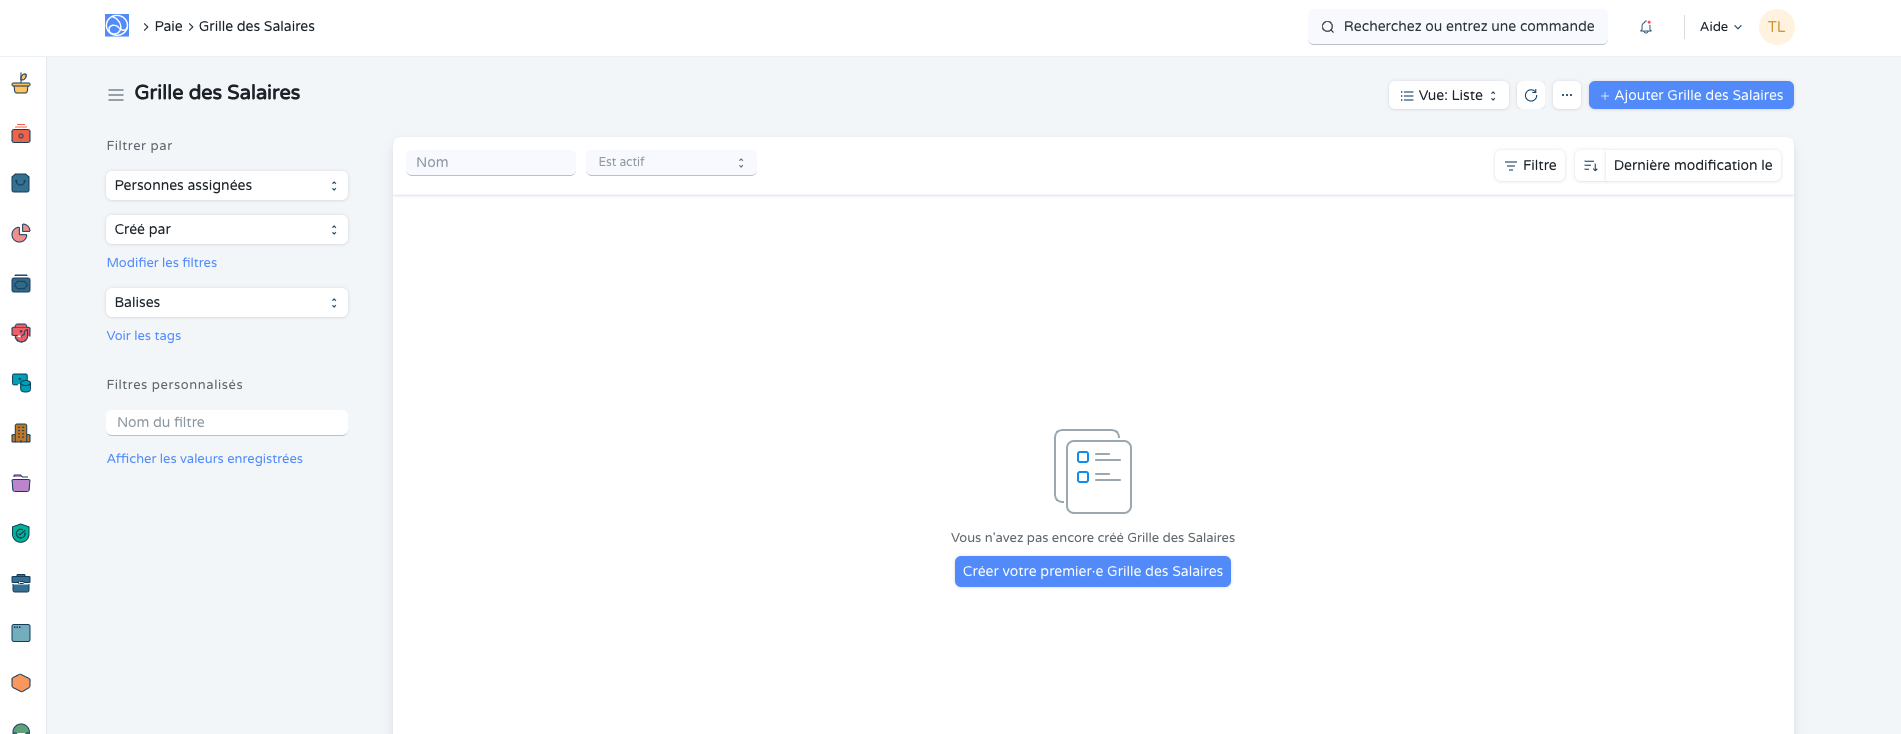 Paie
Grille des Salaires
Recherchez ou entrez une commande
Aide
TL
Grille des Salaires
Vue: Liste
+ Ajouter Grille des Salaires
Filtrer par
Personnes assignées
Créé par
Modifier les filtres
Balises
Voir les tags
Filtres personnalisés
Nom du filtre
Afficher les valeurs enregistrées
Nom
Est actif
Filtre
Dernière modification le
Vous n'avez pas encore créé Grille des Salaires
Créer votre premier·e Grille des Salaires